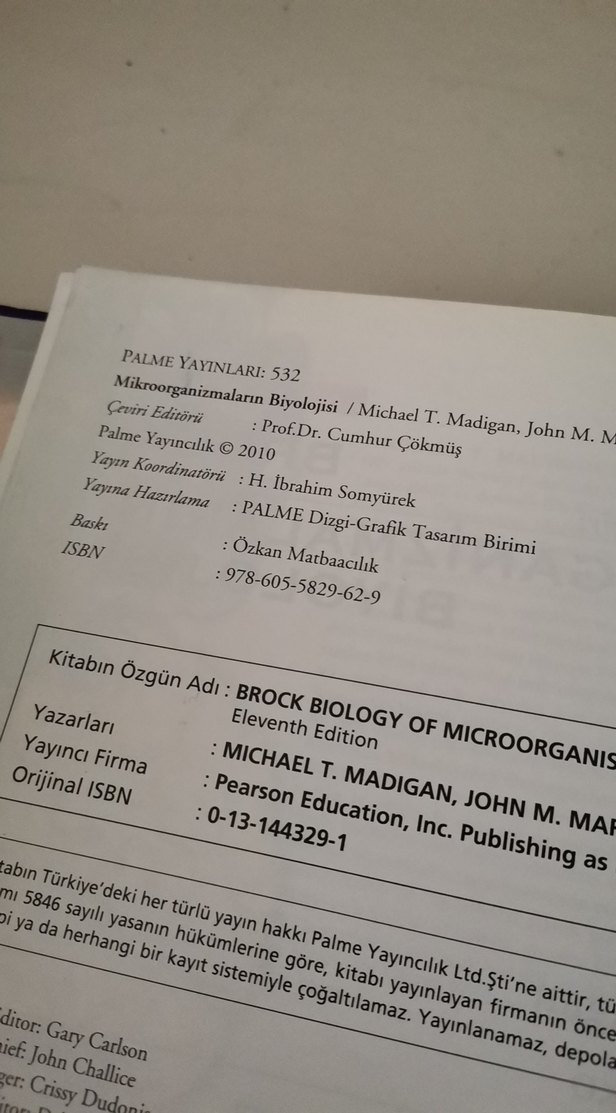 PALME YAYINLARI: 532
Mikroorganizmaların Biyolojisi / Michael T. Madigan, John M. M
Çeviri Editörü : Prof.Dr. Cumhur Çökmüş
Palme Yayıncılık © 2010
Yayın Koordinatörü : H. İbrahim Somyürek
Yayına Hazırlama : PALME Dizgi-Grafik Tasarım Birimi
Baskı : Özkan Matbaacılık
ISBN : 978-605-5829-62-9
Kitabın Özgün Adı : BROCK BIOLOGY OF MICROORGANIS
Eleventh Edition
Yazarları : MICHAEL T. MADIGAN, JOHN M. MAR
Yayıncı Firma : Pearson Education, Inc. Publishing as
Orijinal ISBN : 0-13-144329-1
tabın Türkiye'deki her türlü yayın hakkı Palme Yayıncılık Ltd.Şti'ne aittir, tü
mı 5846 sayılı yasanın hükümlerine göre, kitabı yayınlayan firmanın önce
pi ya da herhangi bir kayıt sistemiyle çoğaltılamaz. Yayınlanamaz, depola
ditor: Gary Carlson
hief: John Challice
ger: Crissy Dudonis